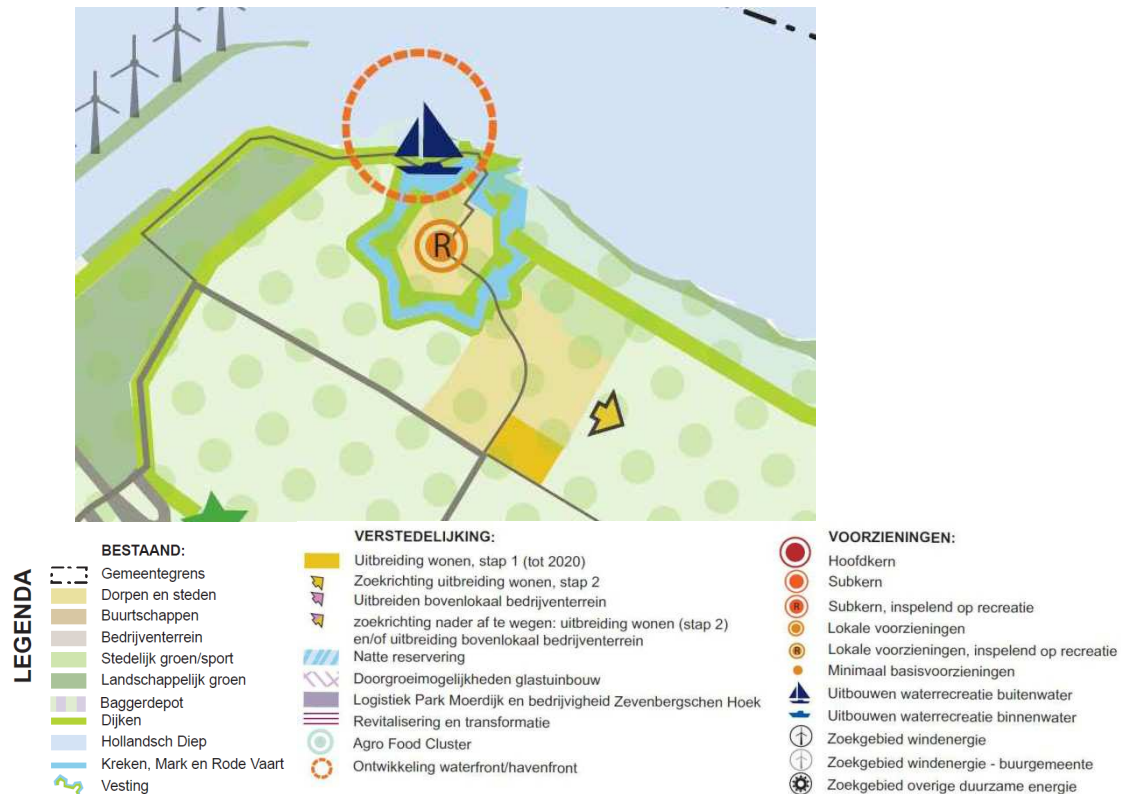 R
LEGENDA
BESTAAND:
Gemeentegrens
Dorpen en steden
Buurtschappen
Bedrijventerrein
Stedelijk groen/sport
Landschappelijk groen
Baggerdepot
Dijken
Hollandsch Diep
Kreken, Mark en Rode Vaart
Vesting
VERSTEDELIJKING:
Uitbreiding wonen, stap 1 (tot 2020)
Zoekrichting uitbreiding wonen, stap 2
Uitbreiden bovenlokaal bedrijventerrein
zoekrichting nader af te wegen: uitbreiding wonen (stap 2)
en/of uitbreiding bovenlokaal bedrijventerrein
Natte reservering
Doorgroeimogelijkheden glastuinbouw
Logistiek Park Moerdijk en bedrijvigheid Zevenbergschen Hoek
Revitalisering en transformatie
Agro Food Cluster
Ontwikkeling waterfront/havenfront
VOORZIENINGEN:
Hoofdkern
Subkern
R Subkern, inspelend op recreatie
Lokale voorzieningen
R Lokale voorzieningen, inspelend op recreatie
Minimaal basisvoorzieningen
Uitbouwen waterrecreatie buitenwater
Uitbouwen waterrecreatie binnenwater
Zoekgebied windenergie
Zoekgebied windenergie - buurgemeente
Zoekgebied overige duurzame energie